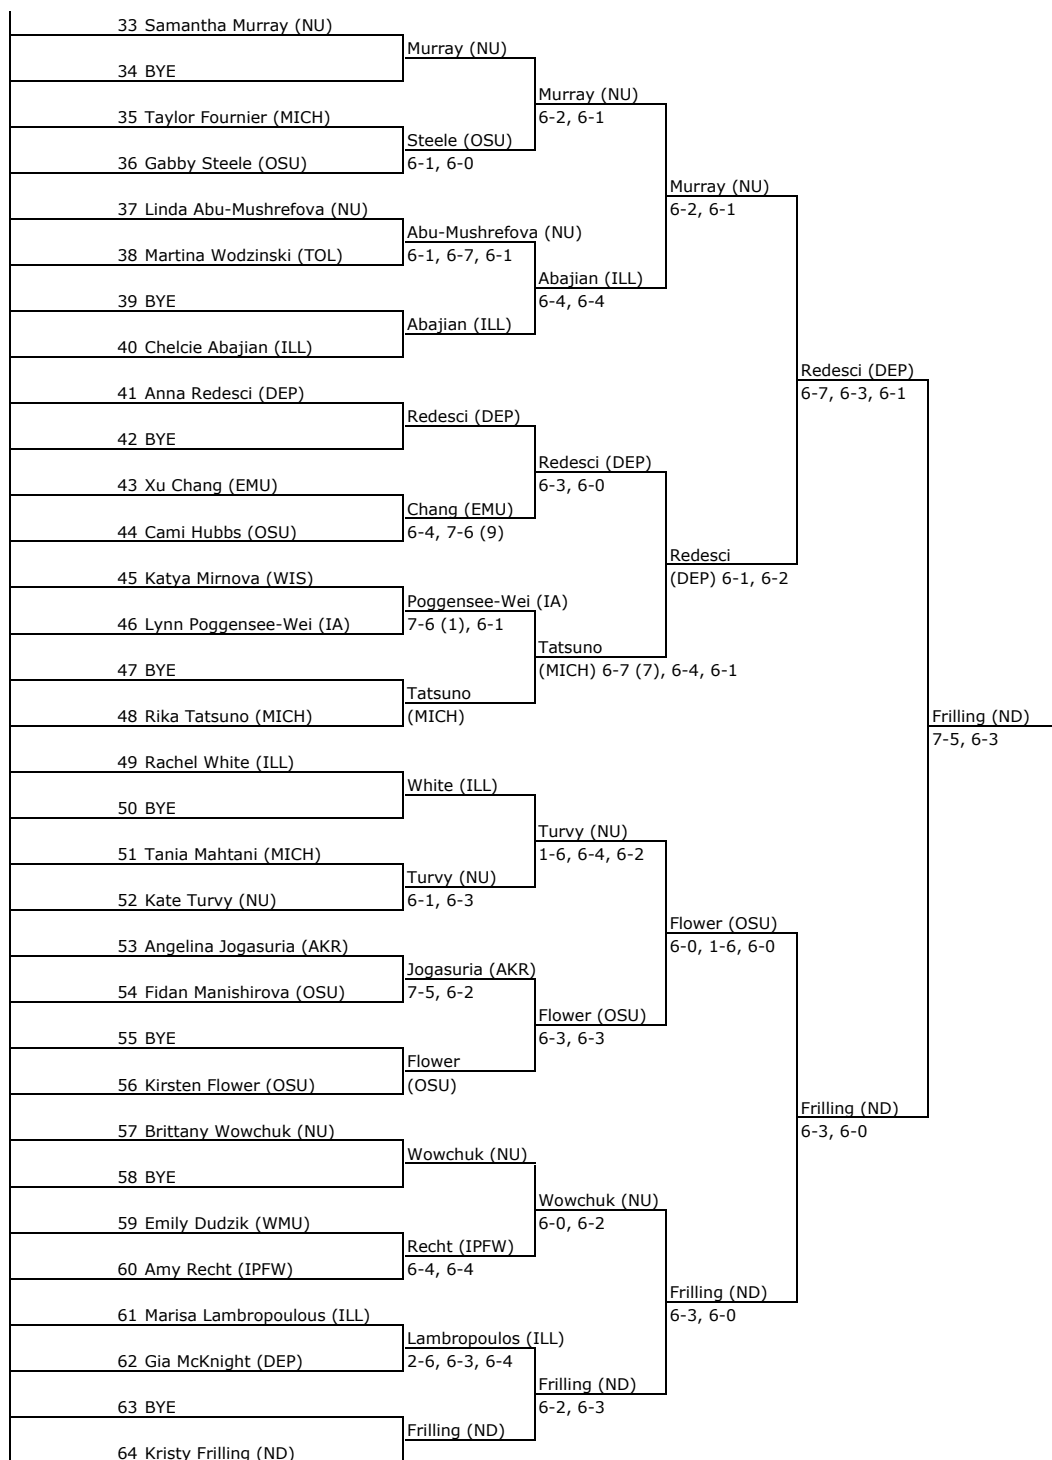 33 Samantha Murray (NU)
Murray (NU)
34 BYE
Murray (NU)
6-2, 6-1
35 Taylor Fournier (MICH)
Steele (OSU)
6-1, 6-0
36 Gabby Steele (OSU)
Murray (NU)
6-2, 6-1
37 Linda Abu-Mushrefova (NU)
Abu-Mushrefova (NU)
6-1, 6-7, 6-1
38 Martina Wodzinski (TOL)
Abajian (ILL)
6-4, 6-4
39 BYE
Abajian (ILL)
40 Chelcie Abajian (ILL)
Redesci (DEP)
6-7, 6-3, 6-1
41 Anna Redesci (DEP)
Redesci (DEP)
42 BYE
Redesci (DEP)
6-3, 6-0
43 Xu Chang (EMU)
Chang (EMU)
6-4, 7-6 (9)
44 Cami Hubbs (OSU)
Redesci
(DEP) 6-1, 6-2
45 Katya Mirnova (WIS)
Poggensee-Wei (IA)
7-6 (1), 6-1
46 Lynn Poggensee-Wei (IA)
Tatsuno
(MICH) 6-7 (7), 6-4, 6-1
47 BYE
Tatsuno
(MICH)
48 Rika Tatsuno (MICH)
Frilling (ND)
7-5, 6-3
49 Rachel White (ILL)
White (ILL)
50 BYE
Turvy (NU)
1-6, 6-4, 6-2
51 Tania Mahtani (MICH)
Turvy (NU)
6-1, 6-3
52 Kate Turvy (NU)
Flower (OSU)
6-0, 1-6, 6-0
53 Angelina Jogasuria (AKR)
Jogasuria (AKR)
7-5, 6-2
54 Fidan Manishirova (OSU)
Flower (OSU)
6-3, 6-3
55 BYE
Flower
(OSU)
56 Kirsten Flower (OSU)
Frilling (ND)
6-3, 6-0
57 Brittany Wowchuk (NU)
Wowchuk (NU)
58 BYE
Wowchuk (NU)
6-0, 6-2
59 Emily Dudzik (WMU)
Recht (IPFW)
6-4, 6-4
60 Amy Recht (IPFW)
Frilling (ND)
6-3, 6-0
61 Marisa Lambropoulous (ILL)
Lambropoulos (ILL)
2-6, 6-3, 6-4
62 Gia McKnight (DEP)
Frilling (ND)
6-2, 6-3
63 BYE
Frilling (ND)
64 Kristy Frilling (ND)